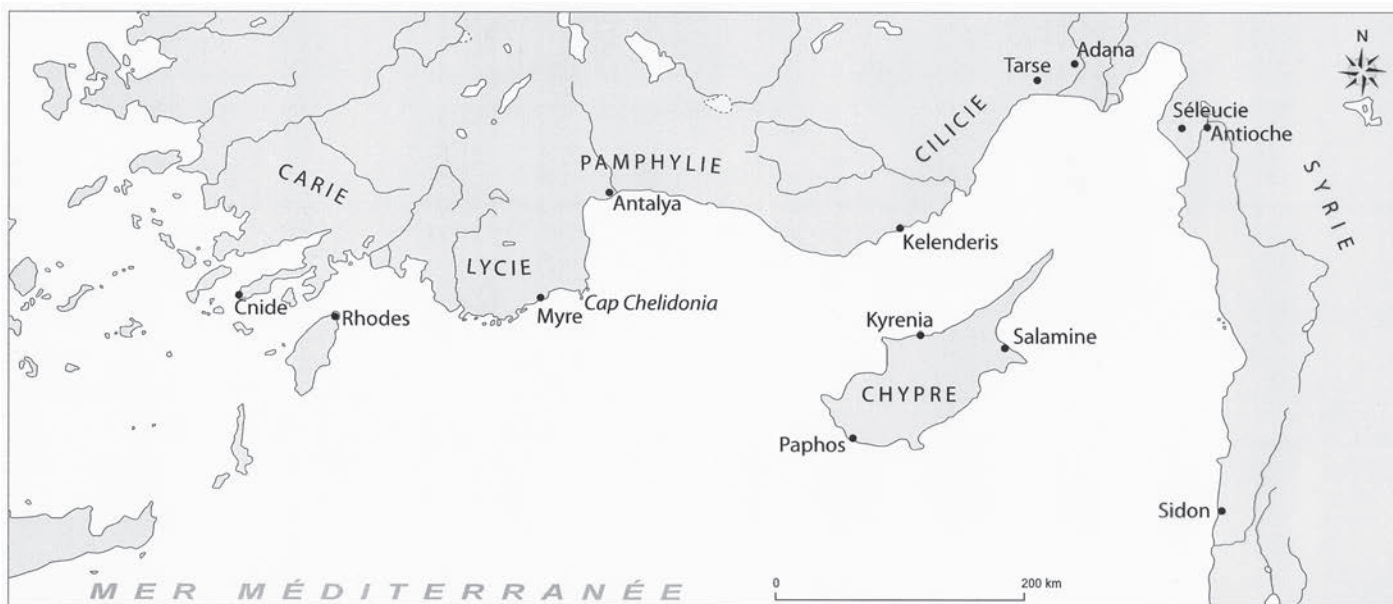 N
Adana
Tarse
Séleucie
Antioche
CILICIE
SYRIE
PAMPHYLIE
CARIE
Antalya
Kelenderis
LYCIE
Cap Chelidonia
Cnide
Myre
Rhodes
Kyrenia
Salamine
CHYPRE
Paphos
Sidon
0
200 km
MER MÉDITERRANÉE